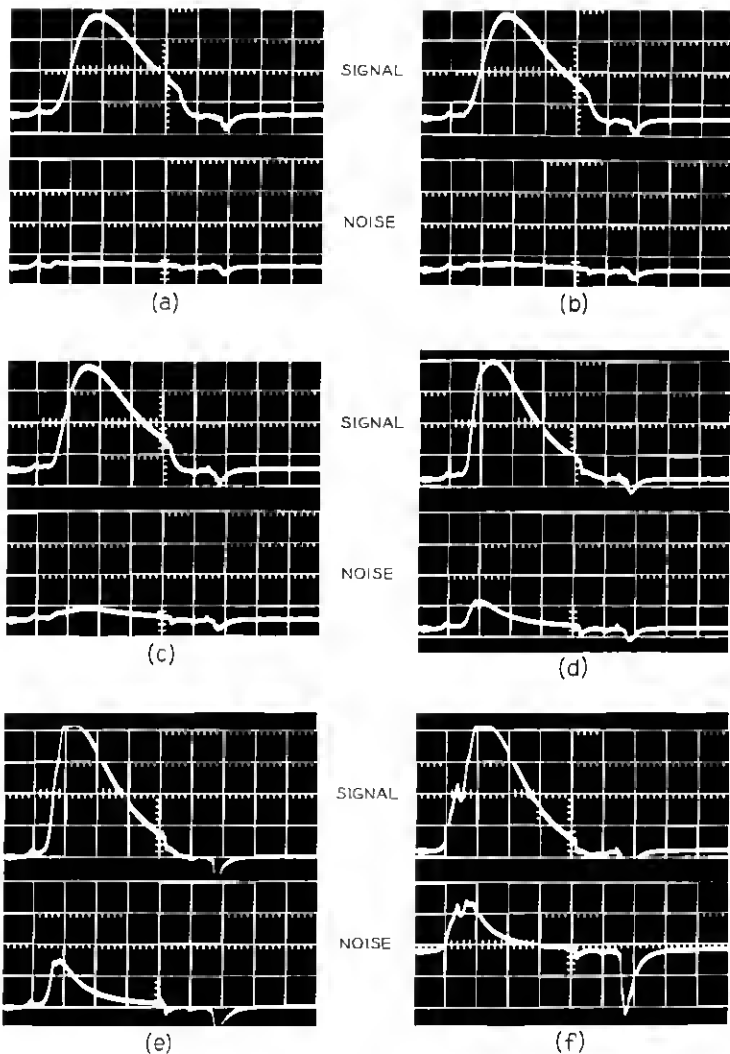 SIGNAL
NOISE
(a)
(b)
SIGNAL
NOISE
(c)
(d)
SIGNAL
NOISE
(e)
(f)